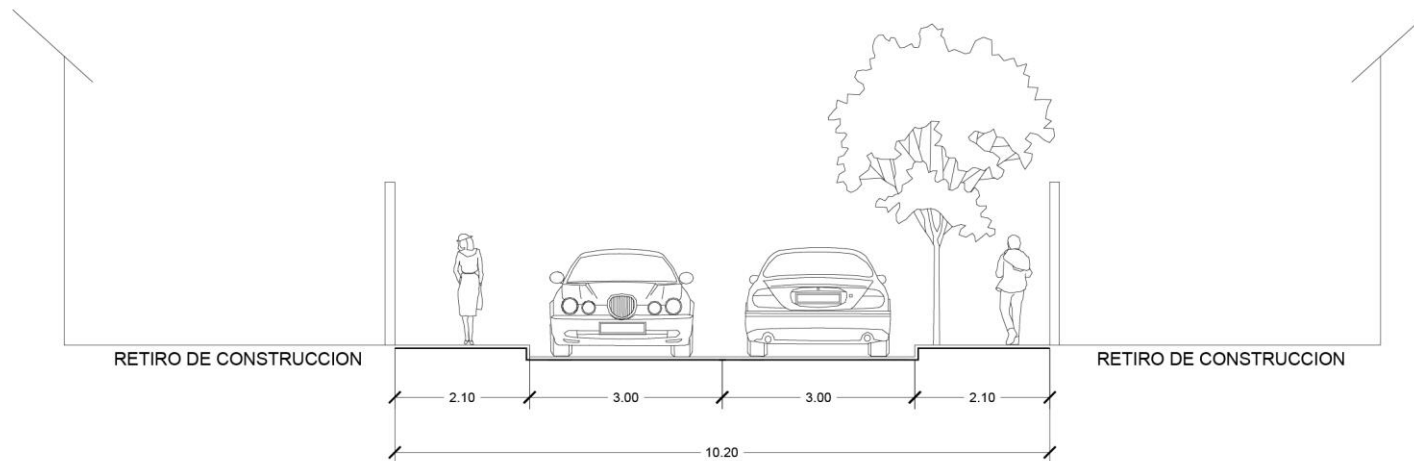 RETIRO DE CONSTRUCCION
RETIRO DE CONSTRUCCION
2.10
3.00
3.00
2.10
10.20